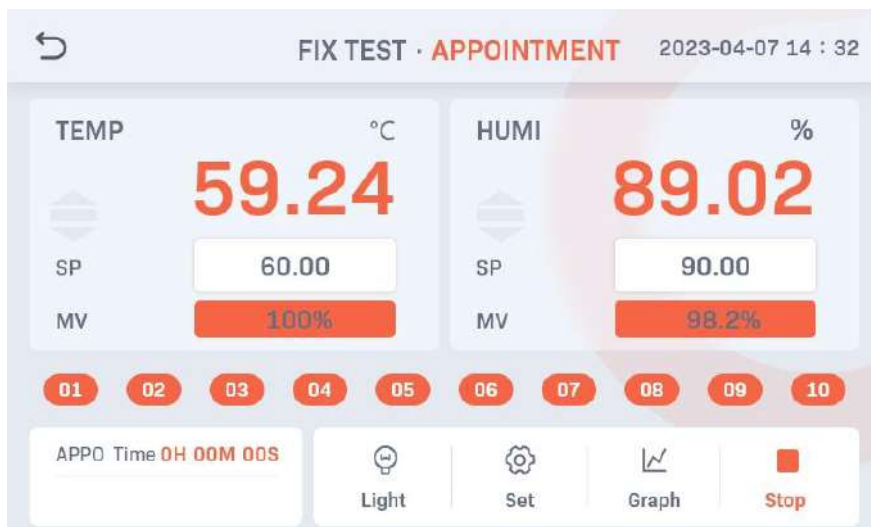 FIX TEST · APPOINTMENT 2023-04-07 14 : 32
TEMP °C
59.24
SP 60.00
MV 100%
HUMI %
89.02
SP 90.00
MV 98.2%
01 02 03 04 05 06 07 08 09 10
APPO Time 0H 00M 00S
Light Set Graph Stop